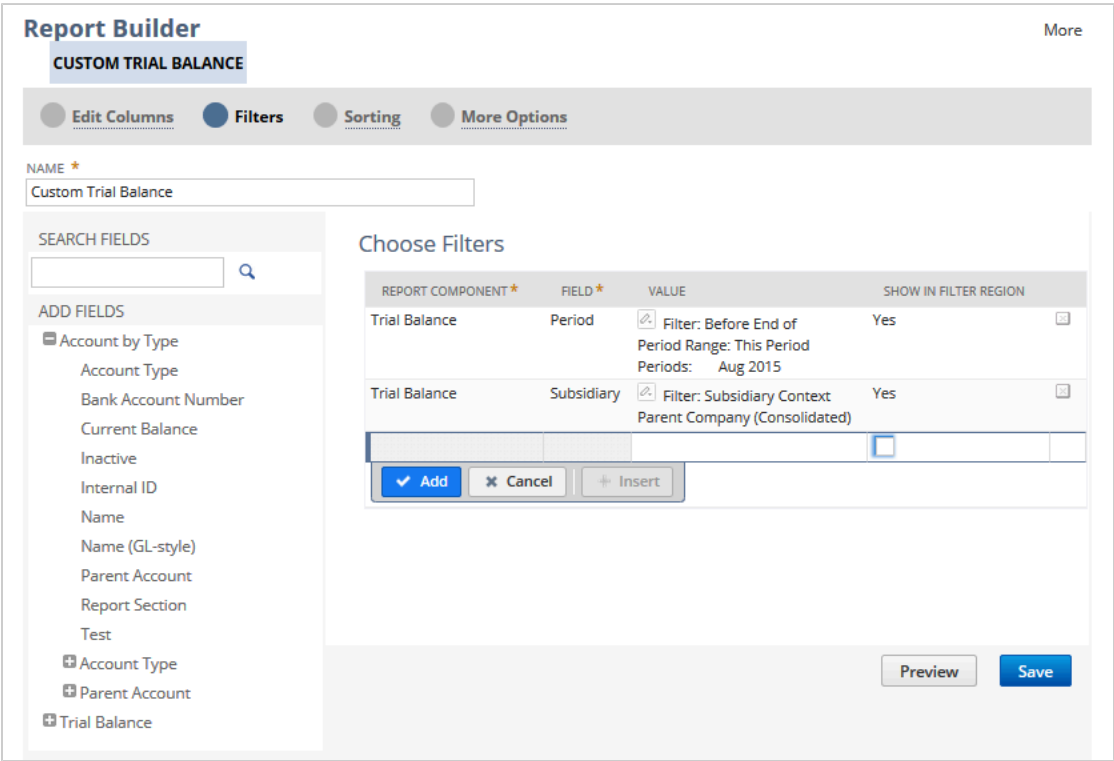 Report Builder
More
CUSTOM TRIAL BALANCE
Edit Columns Filters Sorting More Options
NAME *
Custom Trial Balance
SEARCH FIELDS
ADD FIELDS
Account by Type
Account Type
Bank Account Number
Current Balance
Inactive
Internal ID
Name
Name (GL-style)
Parent Account
Report Section
Test
Account Type
Parent Account
Trial Balance
Choose Filters
REPORT COMPONENT * FIELD * VALUE SHOW IN FILTER REGION
Trial Balance Period Filter: Before End of Yes
Period Range: This Period
Periods: Aug 2015
Trial Balance Subsidiary Filter: Subsidiary Context Yes
Parent Company (Consolidated)
Add Cancel Insert
Preview Save